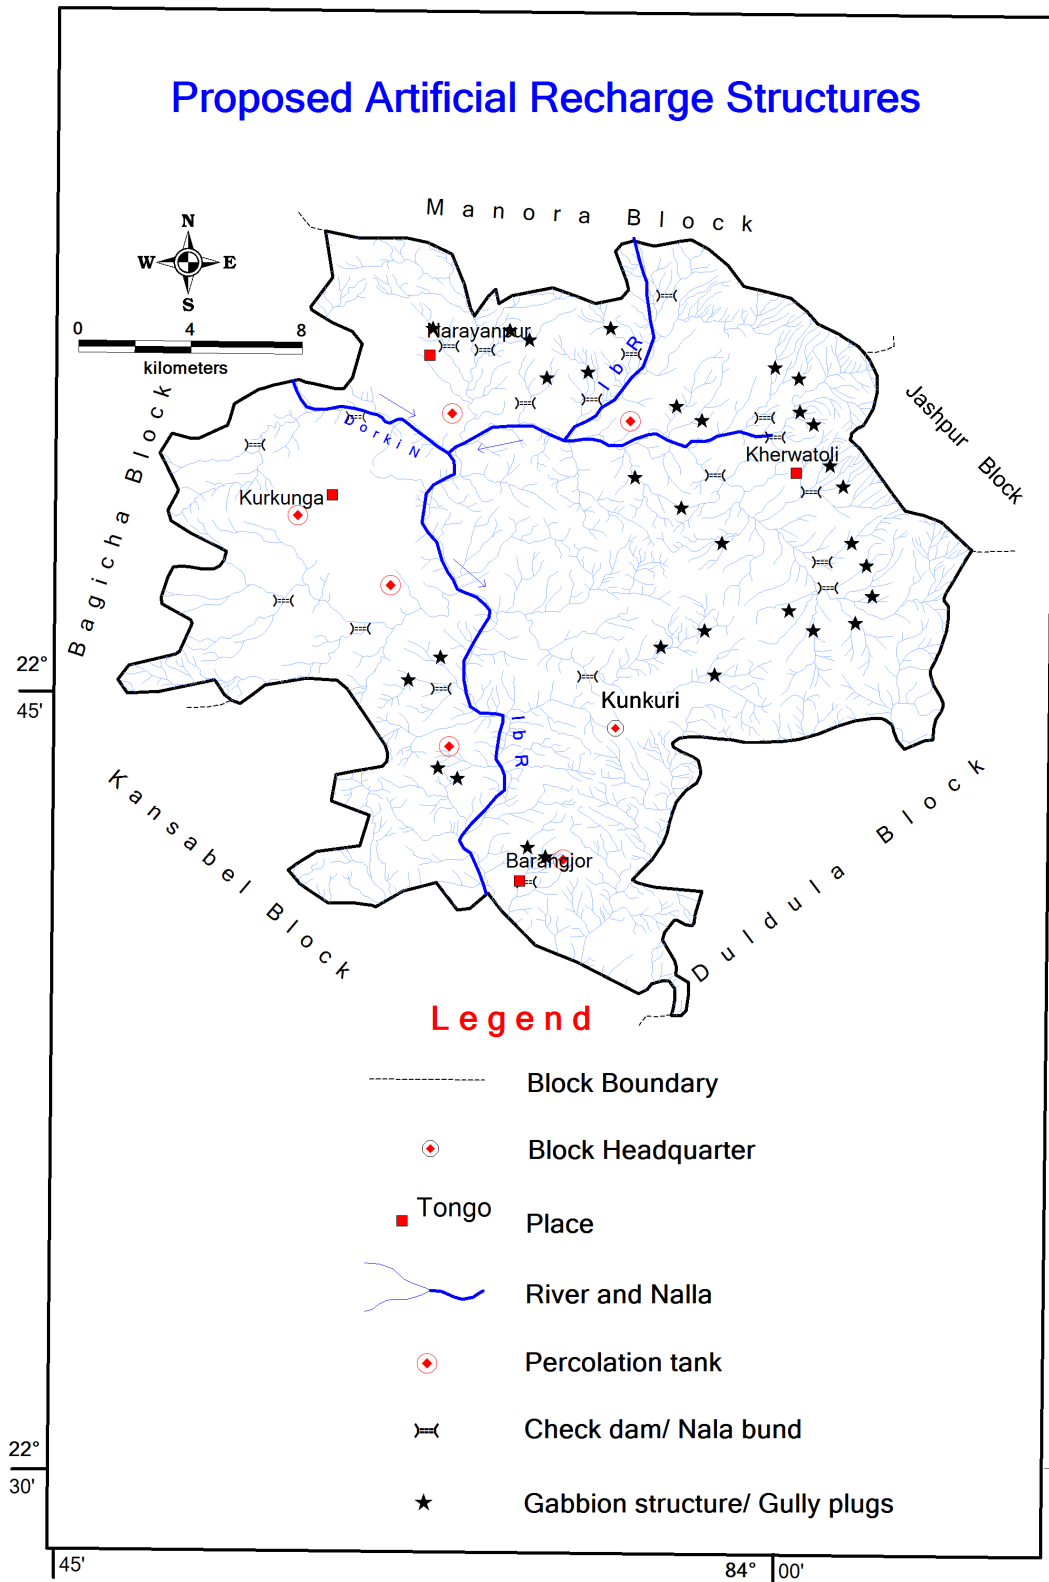 Proposed Artificial Recharge Structures
Manora Block
N
W E
S
0 4 8
kilometers
Narayanpur
Ib R
Bagicha Block
Jashpur Block
Dorki N
Kherwatoli
Kurkunga
22°
45'
Kunkuri
Ib R
Kansabel Block
Duldula Block
Barangjor
Legend
Block Boundary
Block Headquarter
Tongo
Place
River and Nalla
Percolation tank
Check dam/ Nala bund
22°
30'
Gabbion structure/ Gully plugs
45'
84° 00'